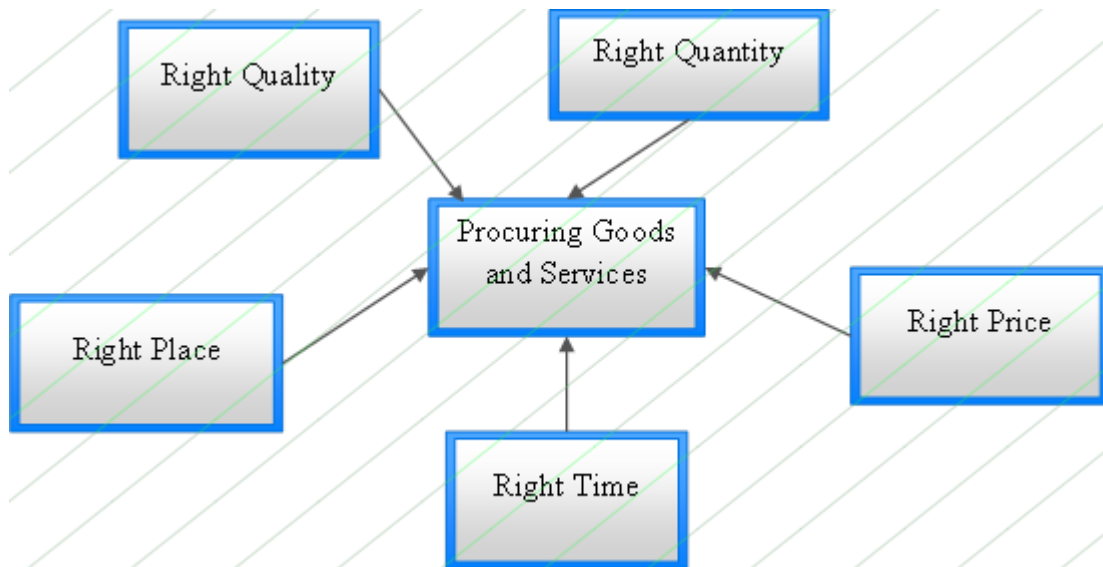 Right Quality
Right Quantity
Procuring Goods
and Services
Right Place
Right Price
Right Time